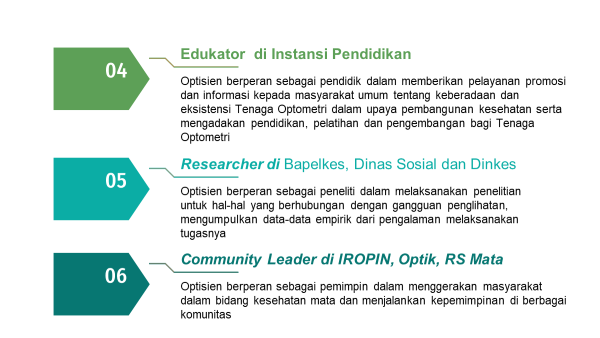 04
Edukator di Instansi Pendidikan
Optisien berperan sebagai pendidik dalam memberikan pelayanan promosi
dan informasi kepada masyarakat umum tentang keberadaan dan
eksistensi Tenaga Optometri dalam upaya pembangunan kesehatan serta
mengadakan pendidikan, pelatihan dan pengembangan bagi Tenaga
Optometri
05
Researcher di Bapelkes, Dinas Sosial dan Dinkes
Optisien berperan sebagai peneliti dalam melaksanakan penelitian
untuk hal-hal yang berhubungan dengan gangguan penglihatan,
mengumpulkan data-data empirik dari pengalaman melaksanakan
tugasnya
06
Community Leader di IROPIN, Optik, RS Mata
Optisien berperan sebagai pemimpin dalam menggerakan masyarakat
dalam bidang kesehatan mata dan menjalankan kepemimpinan di berbagai
komunitas